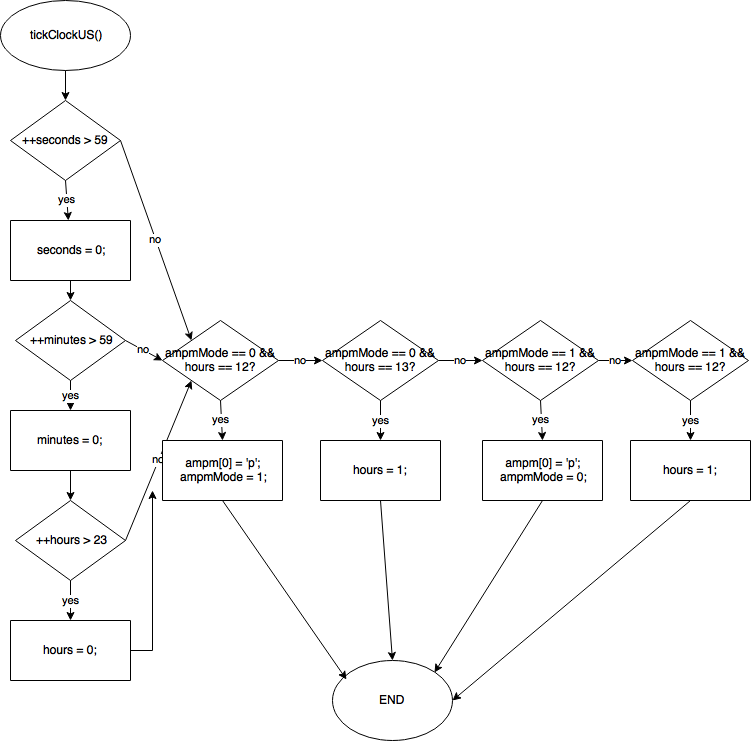 tickClockUS()
++seconds > 59
yes
no
seconds = 0;
++minutes > 59
no
yes
minutes = 0;
++hours > 23
no
yes
hours = 0;
ampmMode == 0 &&
hours == 12?
no
yes
ampm[0] = 'p';
ampmMode = 1;
ampmMode == 0 &&
hours == 13?
no
yes
hours = 1;
ampmMode == 1 &&
hours == 12?
no
yes
ampm[0] = 'p';
ampmMode = 0;
ampmMode == 1 &&
hours == 12?
yes
hours = 1;
END